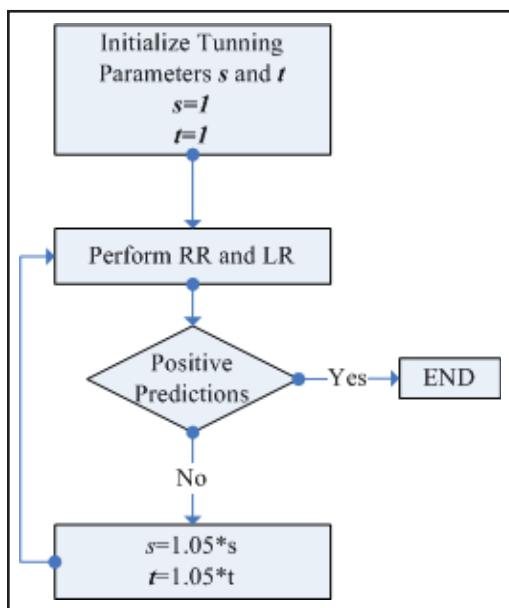 Initialize Tunning
Parameters s and t
s=1
t=1
Perform RR and LR
Positive
Predictions
Yes
END
No
s=1.05*s
t=1.05*t